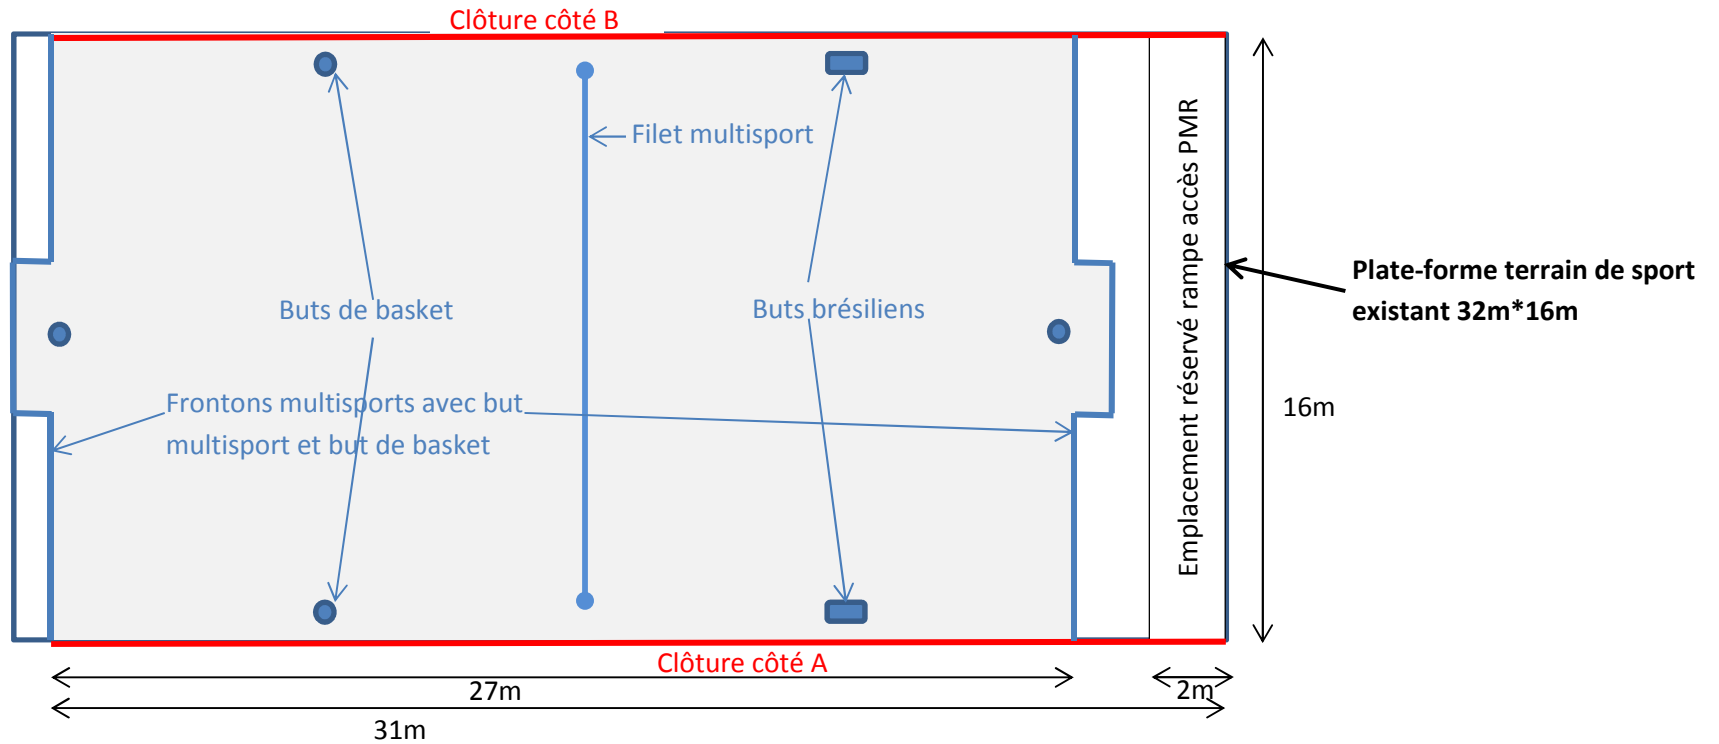 Clôture côté B
Filet multisport
Buts de basket
Buts brésiliens
Frontons multisports avec but
multisport et but de basket
Emplacement réservé rampe accès PMR
Plate-forme terrain de sport
existant 32m*16m
16m
Clôture côté A
27m
2m
31m